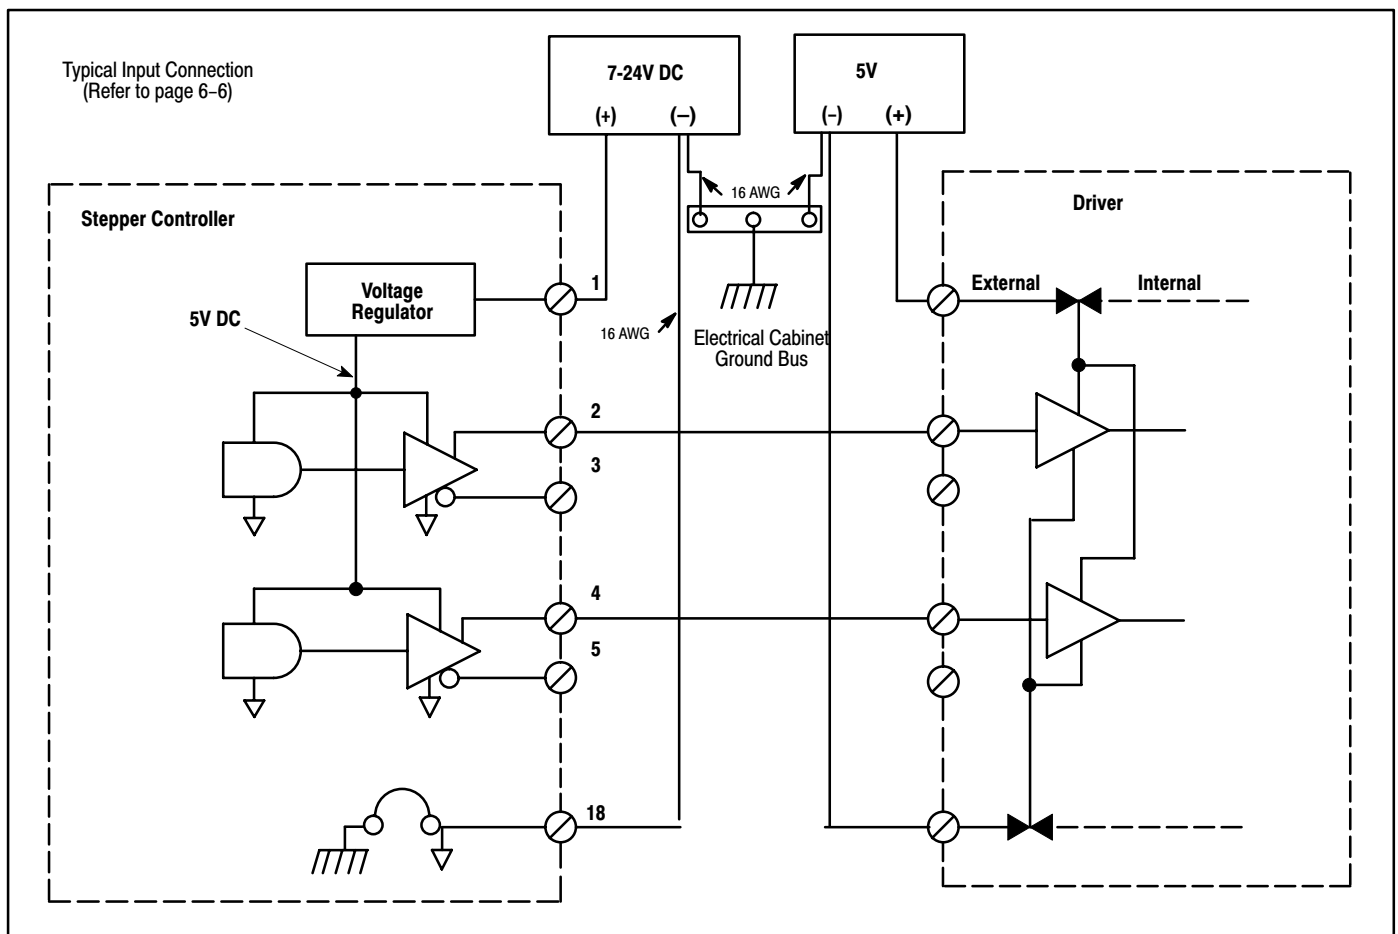 Typical Input Connection
(Refer to page 6–6)
7-24V DC
(+) (—)
5V
(–) (+)
16 AWG
Stepper Controller
Driver
Voltage
Regulator
5V DC
1
External Internal
16 AWG
Electrical Cabinet
Ground Bus
2
3
4
5
18